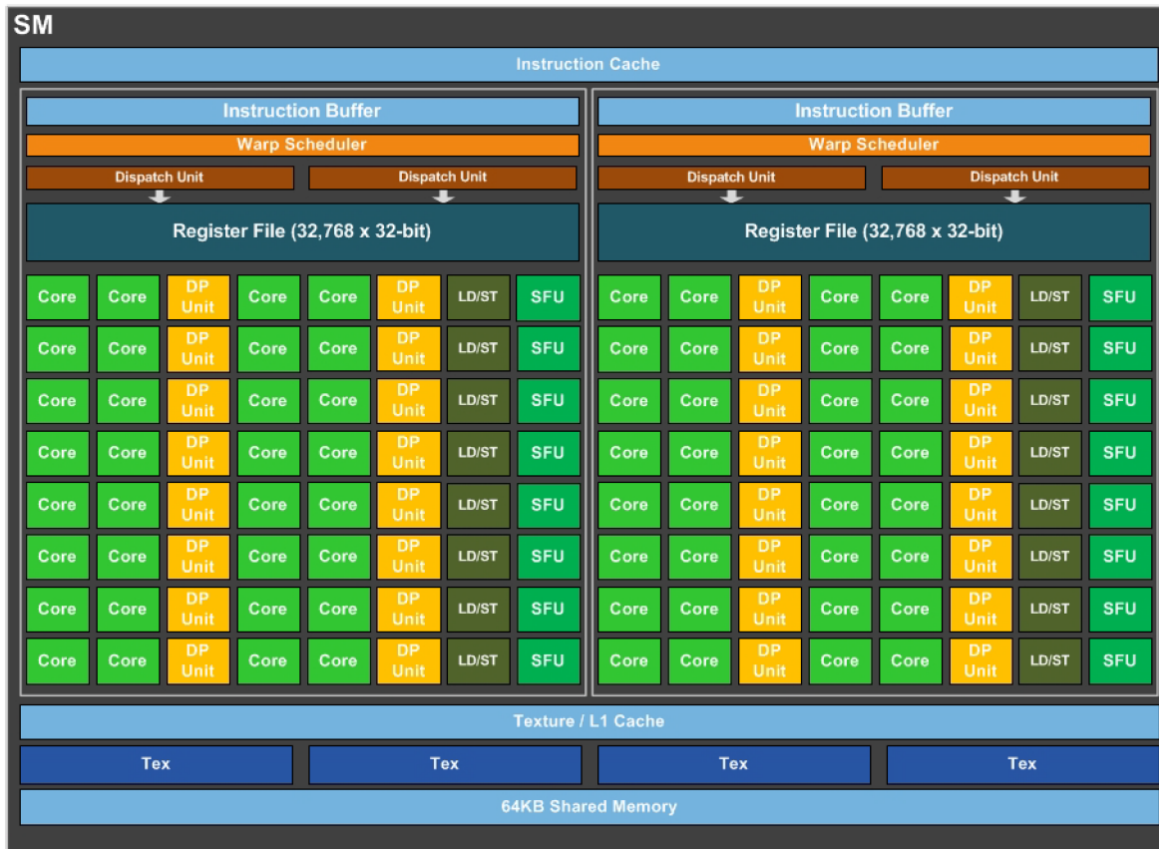 SM
Instruction Cache
Instruction Buffer Instruction Buffer
Warp Scheduler Warp Scheduler
Dispatch Unit Dispatch Unit Dispatch Unit Dispatch Unit
Register File (32,768 x 32-bit) Register File (32,768 x 32-bit)
Core Core DP Unit Core Core DP Unit LD/ST SFU Core Core DP Unit Core Core DP Unit LD/ST SFU
Core Core DP Unit Core Core DP Unit LD/ST SFU Core Core DP Unit Core Core DP Unit LD/ST SFU
Core Core DP Unit Core Core DP Unit LD/ST SFU Core Core DP Unit Core Core DP Unit LD/ST SFU
Core Core DP Unit Core Core DP Unit LD/ST SFU Core Core DP Unit Core Core DP Unit LD/ST SFU
Core Core DP Unit Core Core DP Unit LD/ST SFU Core Core DP Unit Core Core DP Unit LD/ST SFU
Core Core DP Unit Core Core DP Unit LD/ST SFU Core Core DP Unit Core Core DP Unit LD/ST SFU
Core Core DP Unit Core Core DP Unit LD/ST SFU Core Core DP Unit Core Core DP Unit LD/ST SFU
Core Core DP Unit Core Core DP Unit LD/ST SFU Core Core DP Unit Core Core DP Unit LD/ST SFU
Texture / L1 Cache
Tex Tex Tex Tex
64KB Shared Memory